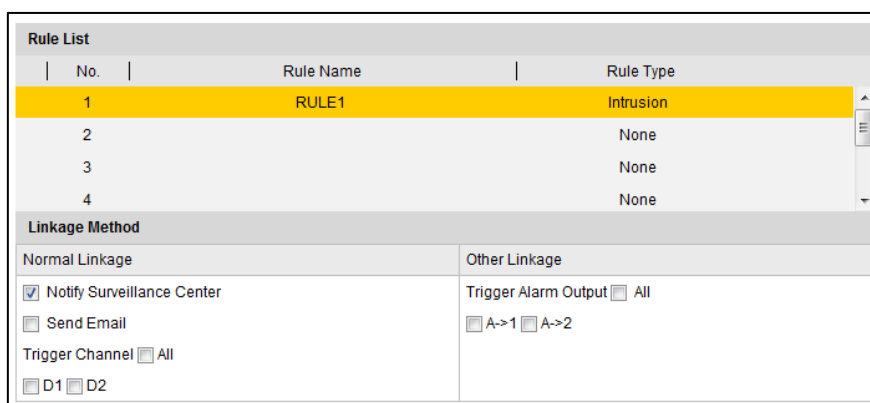 Rule List
No. Rule Name Rule Type
1 RULE1 Intrusion
2 None
3 None
4 None
Linkage Method
Normal Linkage Other Linkage
Notify Surveillance Center Trigger Alarm Output All
Send Email A->1 A->2
Trigger Channel All
D1 D2